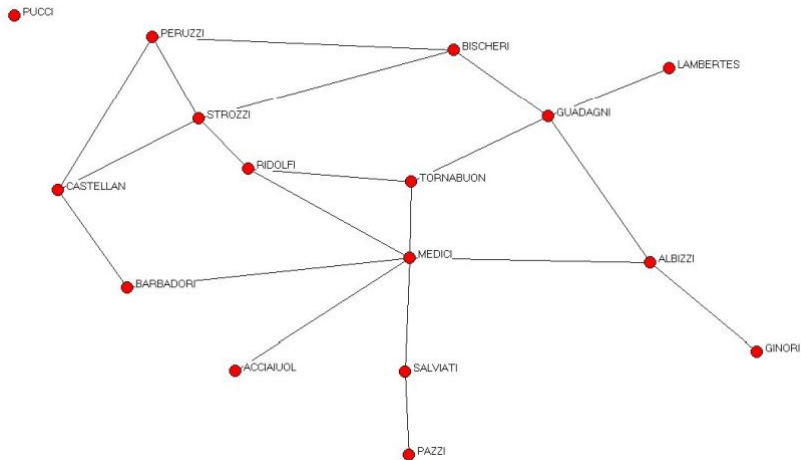 PUCCI
PERUZZI
BISCHERI
LAMBERTES
STROZZI
GUADAGNI
RIDOLFI
TORNABUON
CASTELLAN
MEDICI
ALBIZZI
BARBADORI
GINORI
ACCIAIUOL
SALVIATI
PAZZI